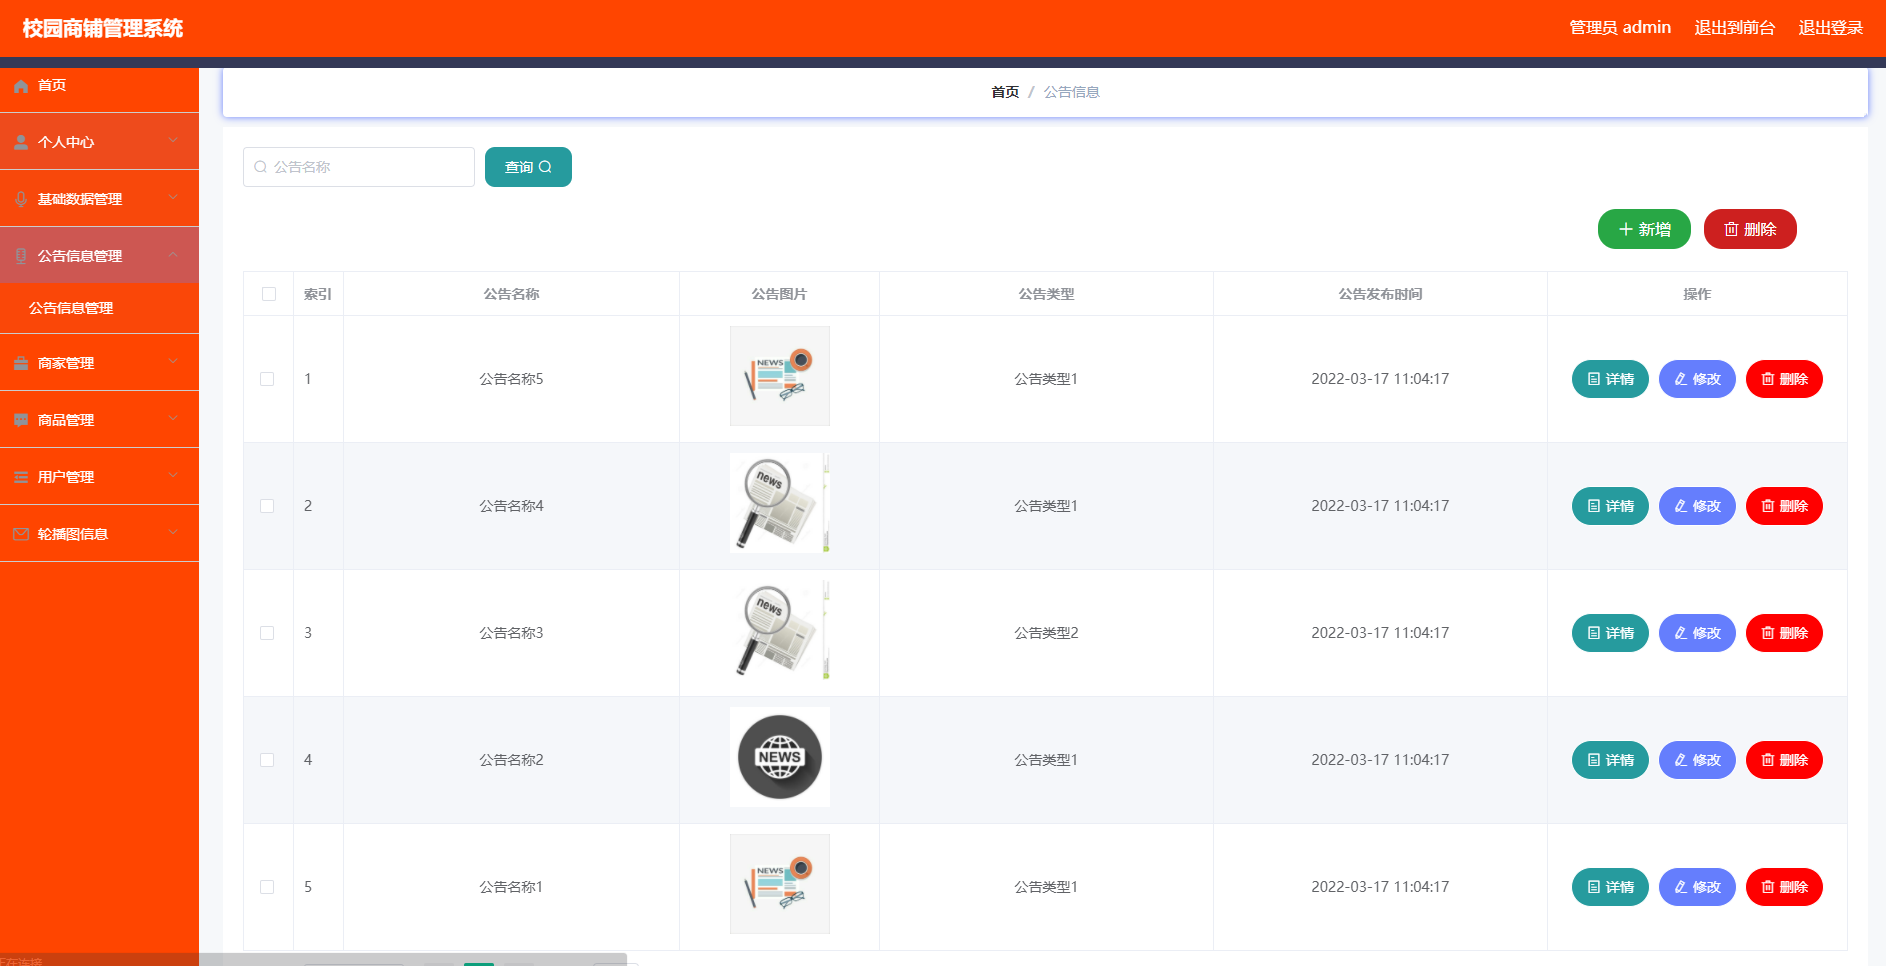 校园商铺管理系统
管理员 admin 退出到前台 退出登录
首页
个人中心
基础数据管理
公告信息管理
公告信息管理
商家管理
商品管理
用户管理
轮播图信息
首页 / 公告信息
公告名称 查询
新增 删除
索引 公告名称 公告图片 公告类型 公告发布时间 操作
NEWS
1 公告名称5 公告类型1 2022-03-17 11:04:17 详情 修改 删除
news
2 公告名称4 公告类型1 2022-03-17 11:04:17 详情 修改 删除
news
3 公告名称3 公告类型2 2022-03-17 11:04:17 详情 修改 删除
NEWS
4 公告名称2 公告类型1 2022-03-17 11:04:17 详情 修改 删除
NEWS
5 公告名称1 公告类型1 2022-03-17 11:04:17 详情 修改 删除
正在连接